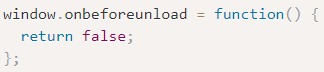 window.onbeforeunload = function() {
  return false;
};